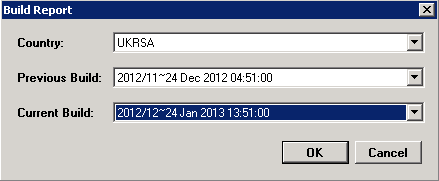 Build Report
Country: UKRSA
Previous Build: 2012/11~24 Dec 2012 04:51:00
Current Build: 2012/12~24 Jan 2013 13:51:00
OK Cancel